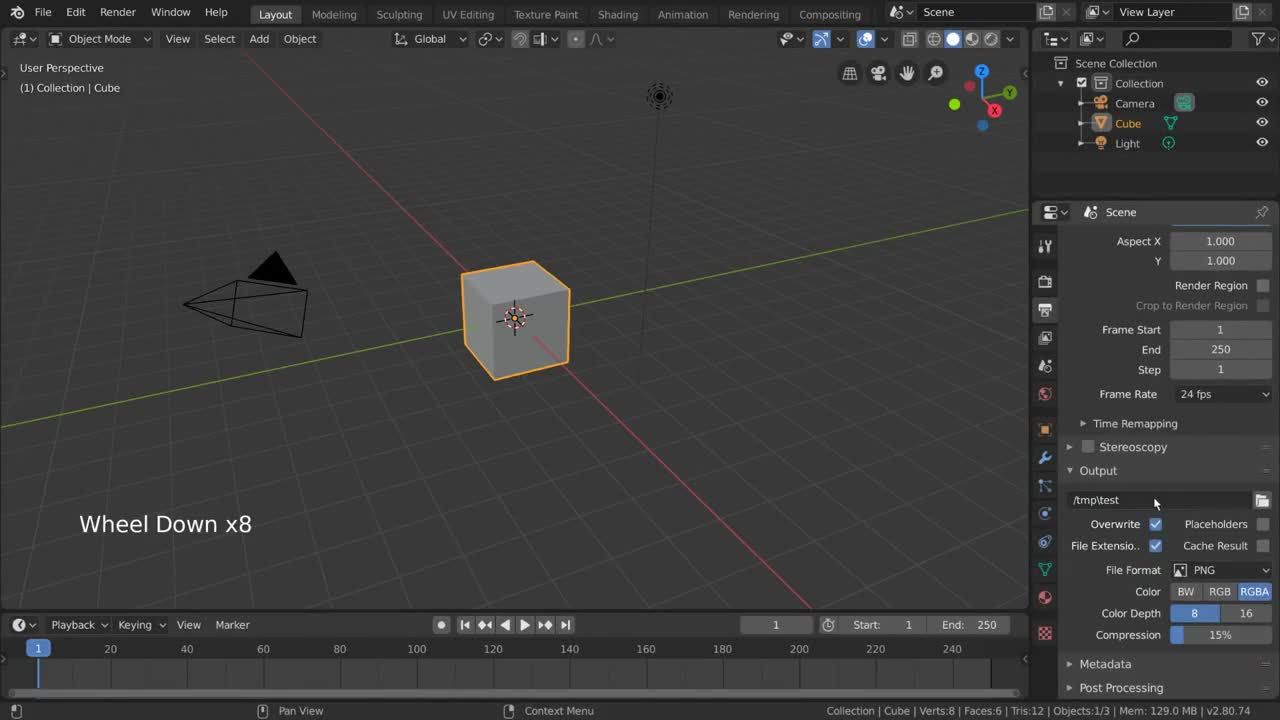 File Edit Render Window Help Layout Modeling Sculpting UV Editing Texture Paint Shading Animation Rendering Compositing Scene View Layer
Object Mode View Select Add Object Global
User Perspective
(1) Collection | Cube
Z
Y
X
Scene Collection
Collection
Camera
Cube
Light
Scene
Aspect X 1.000
Y 1.000
Render Region
Crop to Render Region
Frame Start 1
End 250
Step 1
Frame Rate 24 fps
Time Remapping
Stereoscopy
Output
/tmp\test
Overwrite Placeholders
File Extensio.. Cache Result
File Format PNG
Color BW RGB RGBA
Color Depth 8 16
Compression 15%
Metadata
Post Processing
Wheel Down x8
Playback Keying View Marker 1 Start: 1 End: 250
1 20 40 60 80 100 120 140 160 180 200 220 240
Pan View Context Menu Collection | Cube | Verts:8 | Faces:6 | Tris:12 | Objects:1/3 | Mem: 129.0 MB | v2.80.74